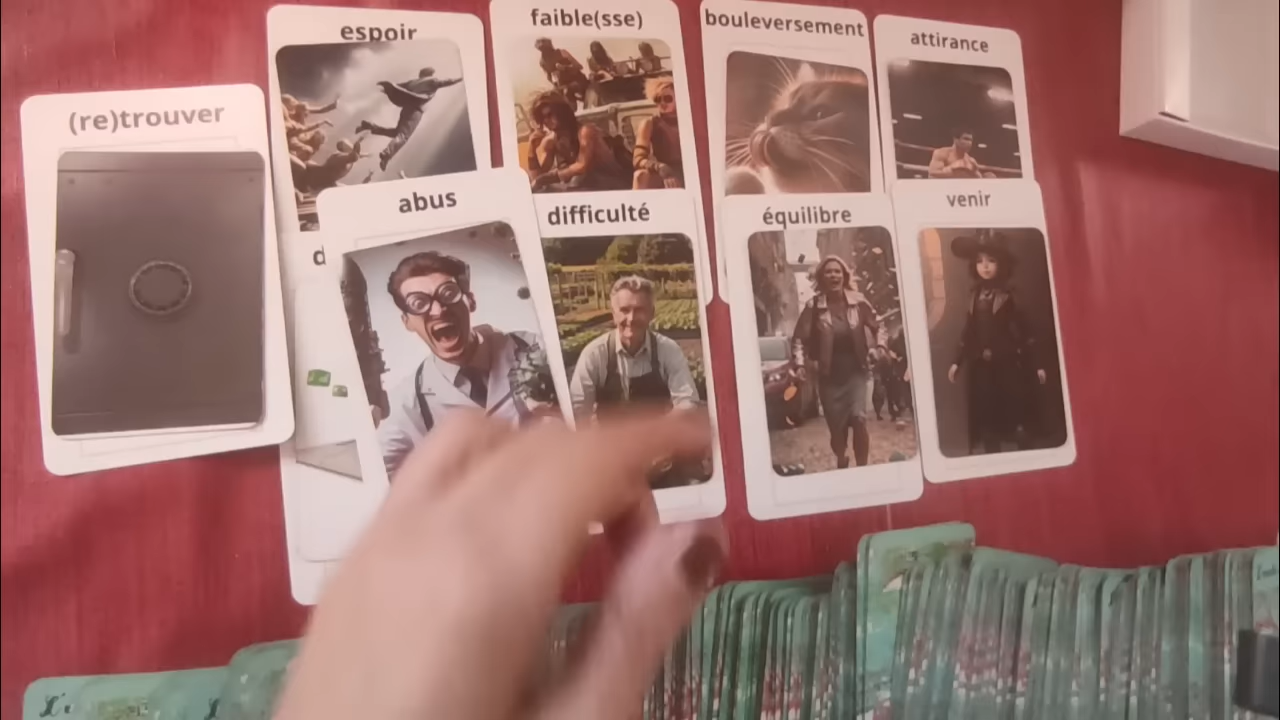 espoir
faible(sse)
bouleversement
attirance
(re)trouver
abus
difficulté
équilibre
venir
d